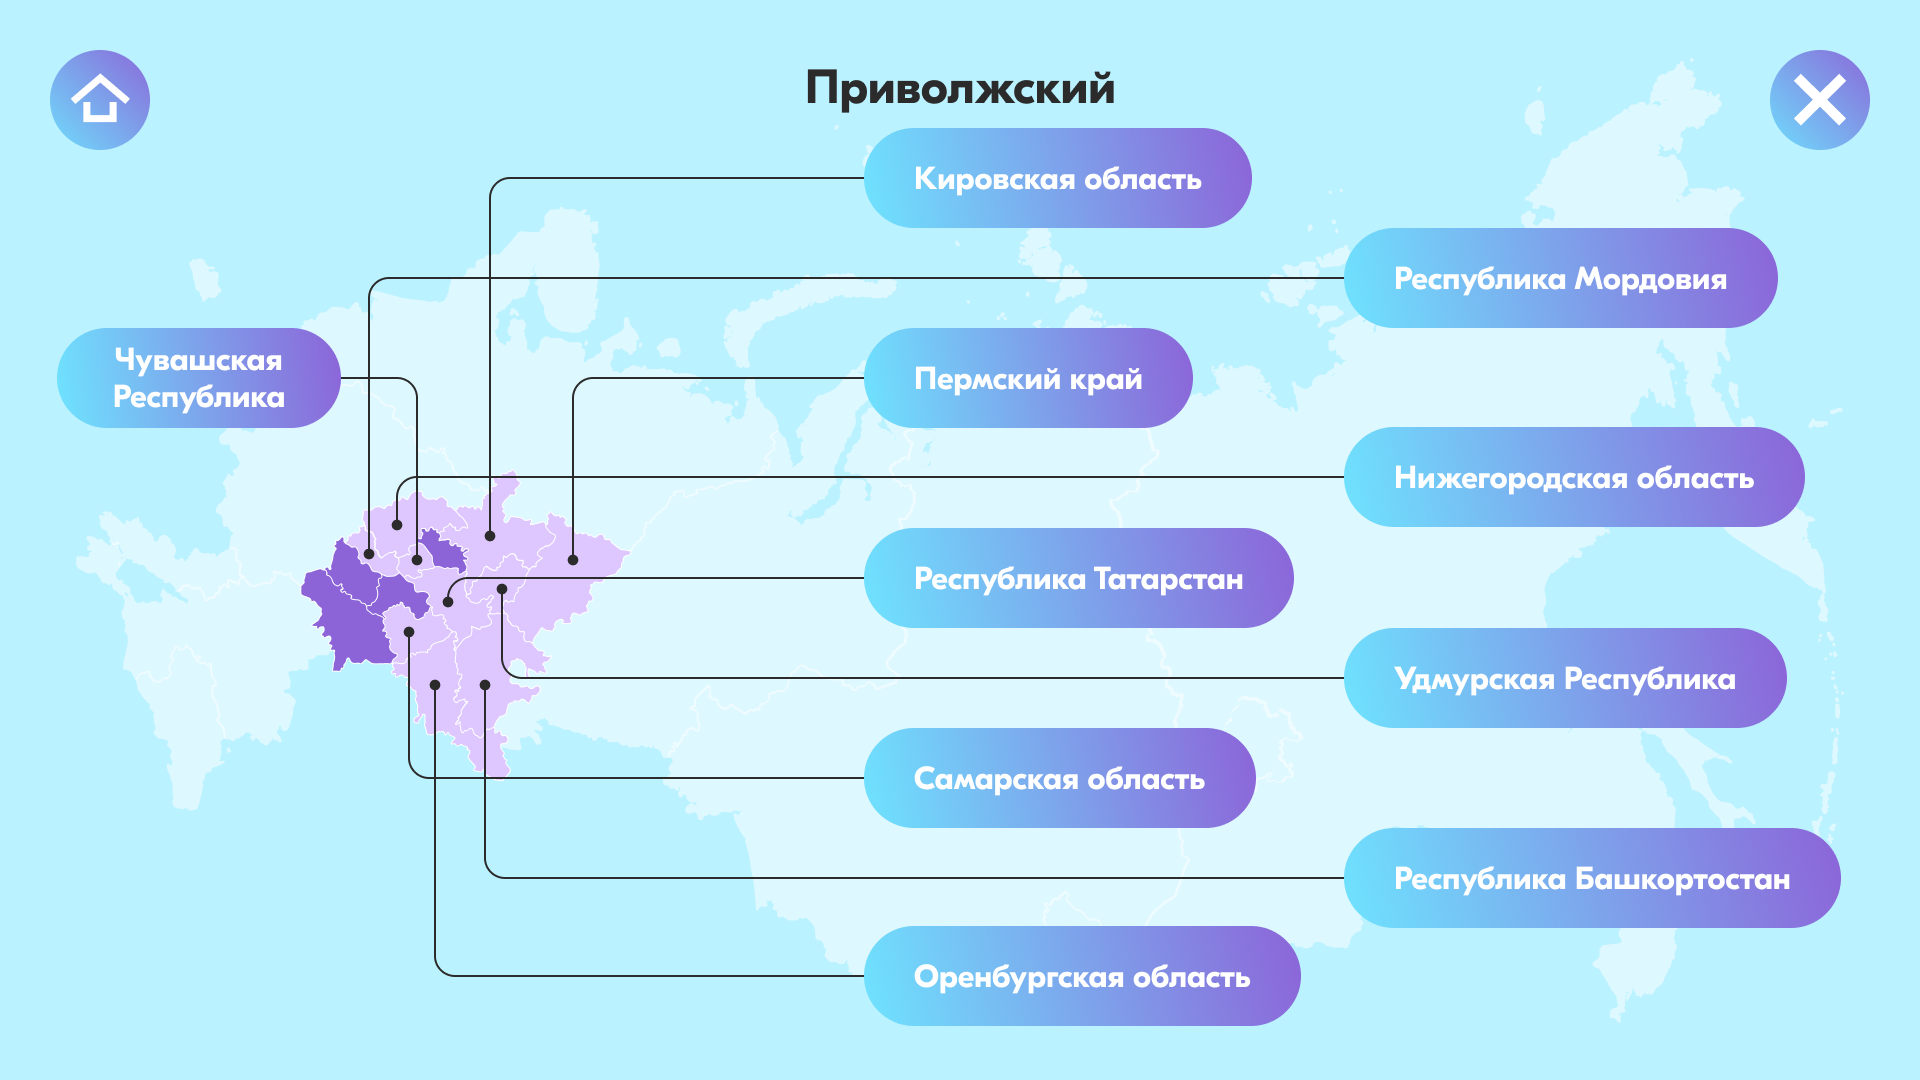 Приволжский
Кировская область
Республика Мордовия
Чувашская
Республика
Пермский край
Нижегородская область
Республика Татарстан
Удмурская Республика
Самарская область
Республика Башкортостан
Оренбургская область